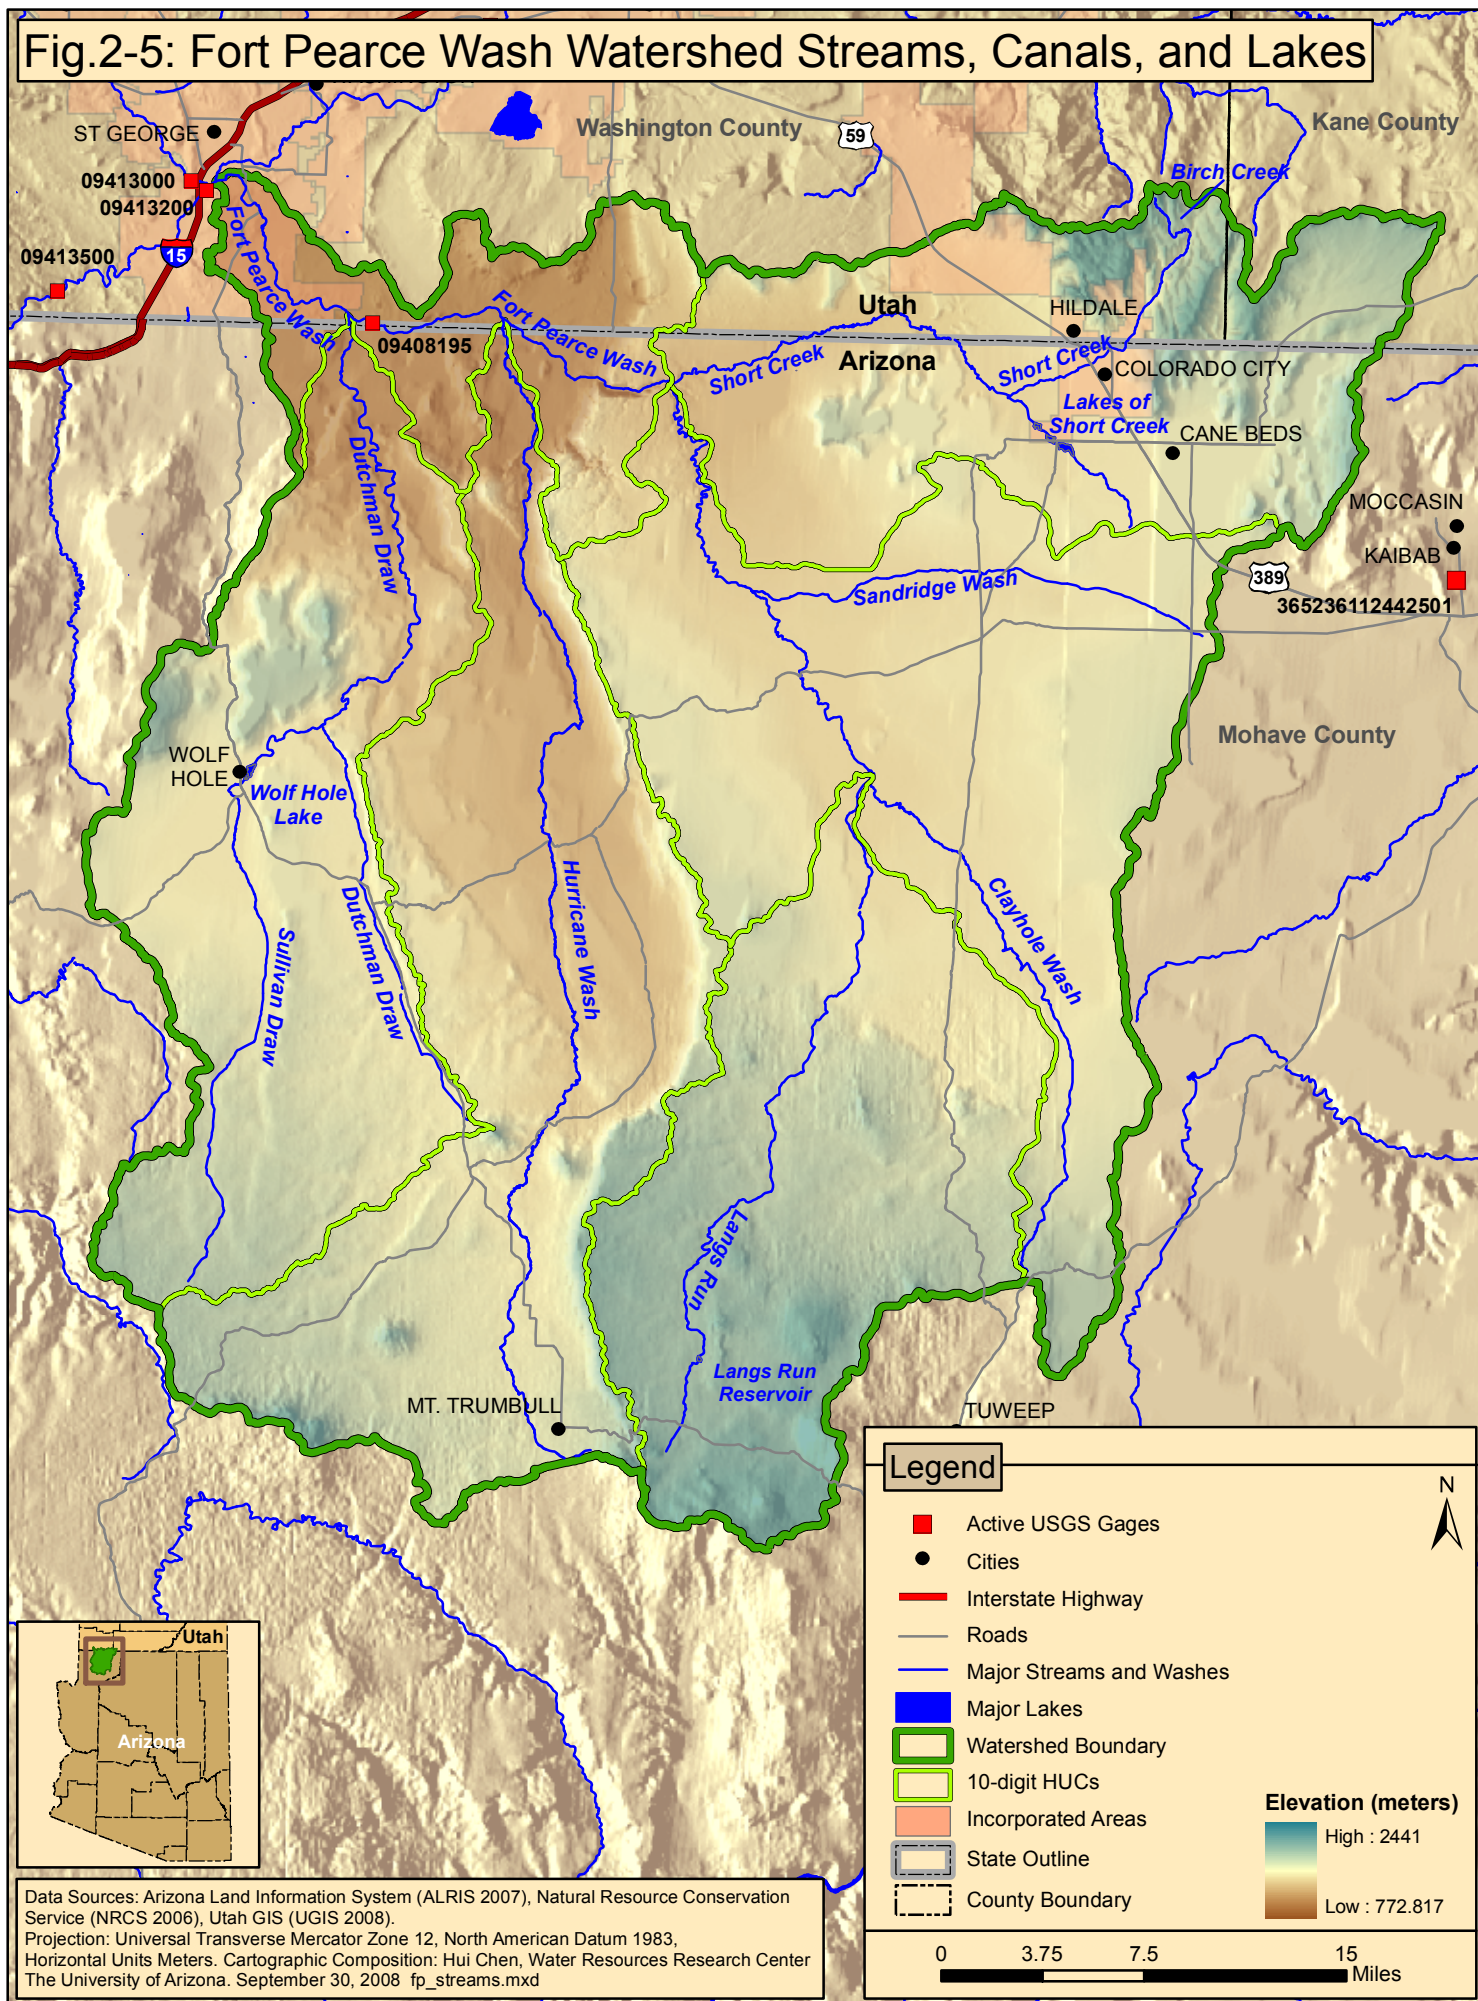 Fig.2-5: Fort Pearce Wash Watershed Streams, Canals, and Lakes
ST GEORGE
Washington County
59
Kane County
Birch Creek
09413000
09413200
09413500
15
Fort Pearce Wash
Fort Pearce Wash
09408195
Utah
Arizona
HILDALE
Short Creek
Short Creek
COLORADO CITY
Lakes of
Short Creek
CANE BEDS
MOCCASIN
KAIBAB
389
365236112442501
Dutchman Draw
Sandridge Wash
Mohave County
WOLF
HOLE
Wolf Hole
Lake
Hurricane Wash
Dutchman Draw
Sullivan Draw
Clayhole Wash
Langs Run
Langs Run
Reservoir
MT. TRUMBULL
TUWEEP
Legend
N
Active USGS Gages
Cities
Interstate Highway
Roads
Major Streams and Washes
Major Lakes
Watershed Boundary
10-digit HUCs
Incorporated Areas
State Outline
County Boundary
Elevation (meters)
High : 2441
Low : 772.817
0 3.75 7.5 15
Miles
Utah
Arizona
Data Sources: Arizona Land Information System (ALRIS 2007), Natural Resource Conservation
Service (NRCS 2006), Utah GIS (UGIS 2008).
Projection: Universal Transverse Mercator Zone 12, North American Datum 1983,
Horizontal Units Meters. Cartographic Composition: Hui Chen, Water Resources Research Center
The University of Arizona. September 30, 2008 fp_streams.mxd